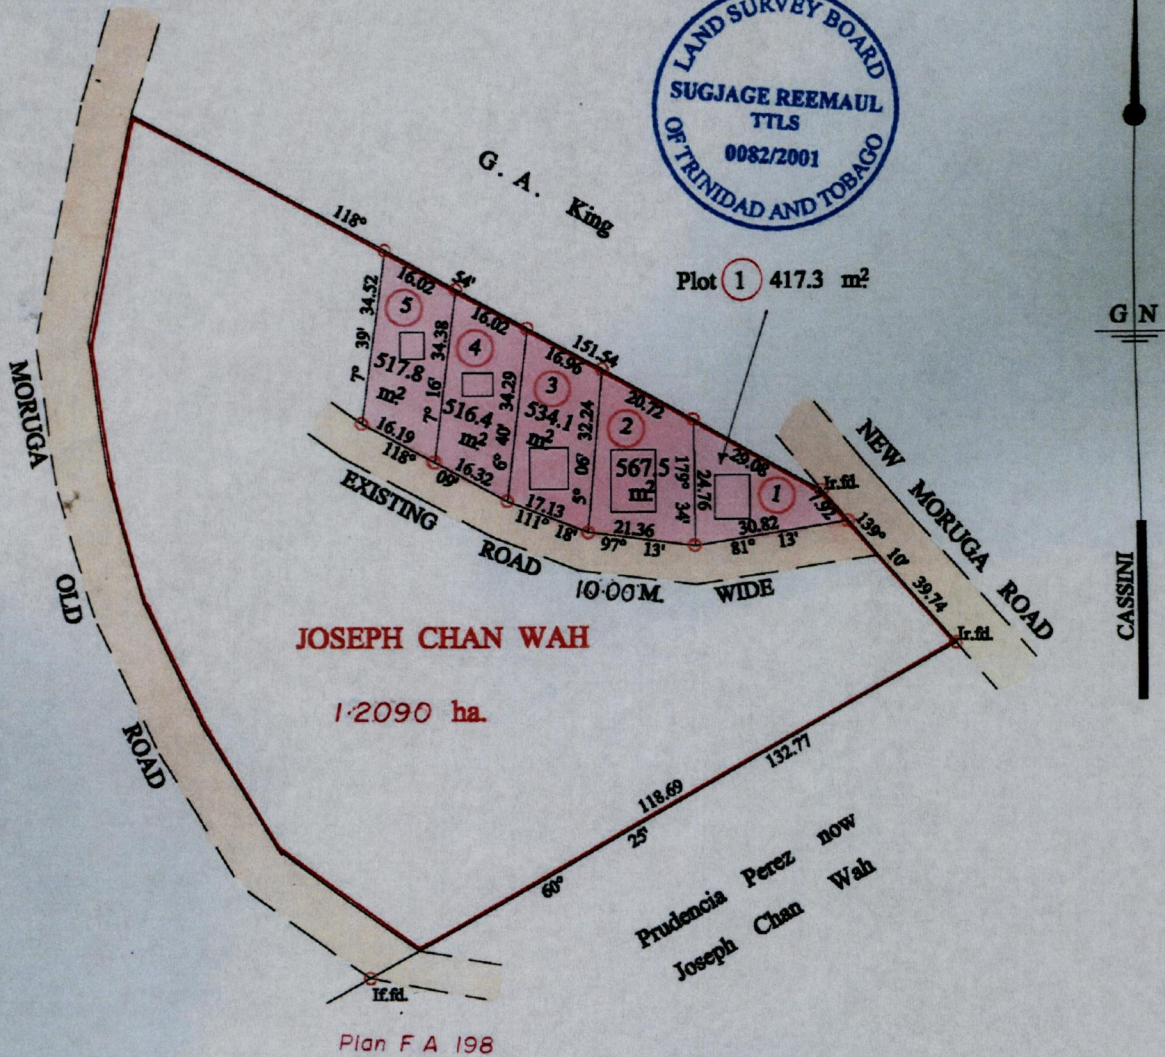 LAND SURVEY BOARD
SUGJAGE REEMAUL
TTLS
0082/2001
OF TRINIDAD AND TOBAGO
G. A. King
118°
54'
151.54
Plot 1 417.3 m²
G N
CASSINI
16.02
5
34.52
7° 39'
517.8
m²
16.19
118° 09'
16.02
4
34.38
7° 16'
516.4
m²
16.32
16.96
3
34.29
6° 40'
534.1
m²
17.13
111° 18'
20.72
2
32.24
5° 06'
567.5
m²
21.36
97° 13'
29.08
1
24.76
179° 34'
30.82
81° 13'
7.92
Ir.fd.
139° 10' 39.74
Ir.fd.
NEW MORUGA ROAD
EXISTING ROAD 10·00M. WIDE
MORUGA OLD ROAD
JOSEPH CHAN WAH
1·2090 ha.
60° 25'
118.69
132.77
Prudencia Perez now
Joseph Chan Wah
If.fd.
Plan F A 198